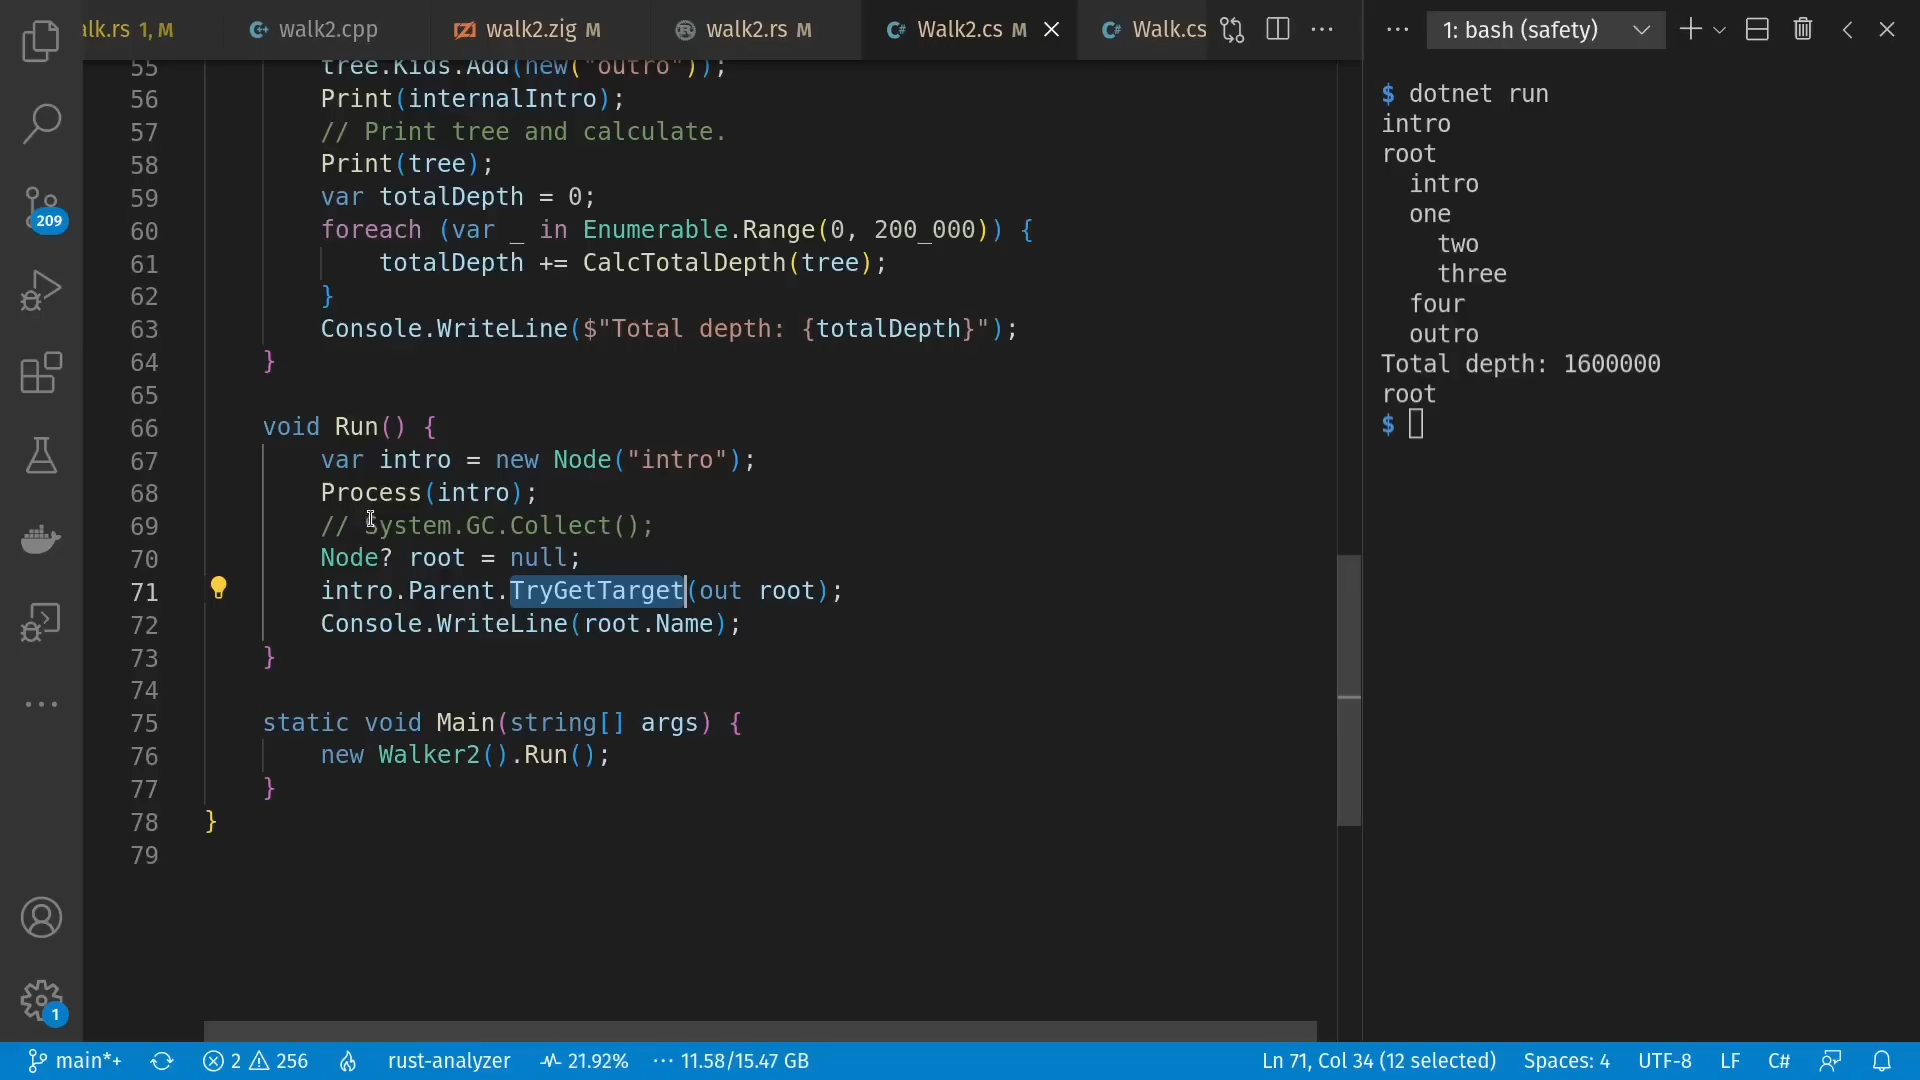 alk.rs 1, M walk2.cpp walk2.zig M walk2.rs M Walk2.cs M Walk.cs
1: bash (safety)
55 tree.Kids.Add(new("outro"));
56 Print(internalIntro);
57 // Print tree and calculate.
58 Print(tree);
59 var totalDepth = 0;
60 foreach (var _ in Enumerable.Range(0, 200_000)) {
61 totalDepth += CalcTotalDepth(tree);
62 }
63 Console.WriteLine($"Total depth: {totalDepth}");
64 }
65
66 void Run() {
67 var intro = new Node("intro");
68 Process(intro);
69 // System.GC.Collect();
70 Node? root = null;
71 intro.Parent.TryGetTarget(out root);
72 Console.WriteLine(root.Name);
73 }
74
75 static void Main(string[] args) {
76 new Walker2().Run();
77 }
78 }
79
$ dotnet run
intro
root
intro
one
two
three
four
outro
Total depth: 1600000
root
$
209
1
main*+ 2 256 rust-analyzer 21.92% 11.58/15.47 GB Ln 71, Col 34 (12 selected) Spaces: 4 UTF-8 LF C#